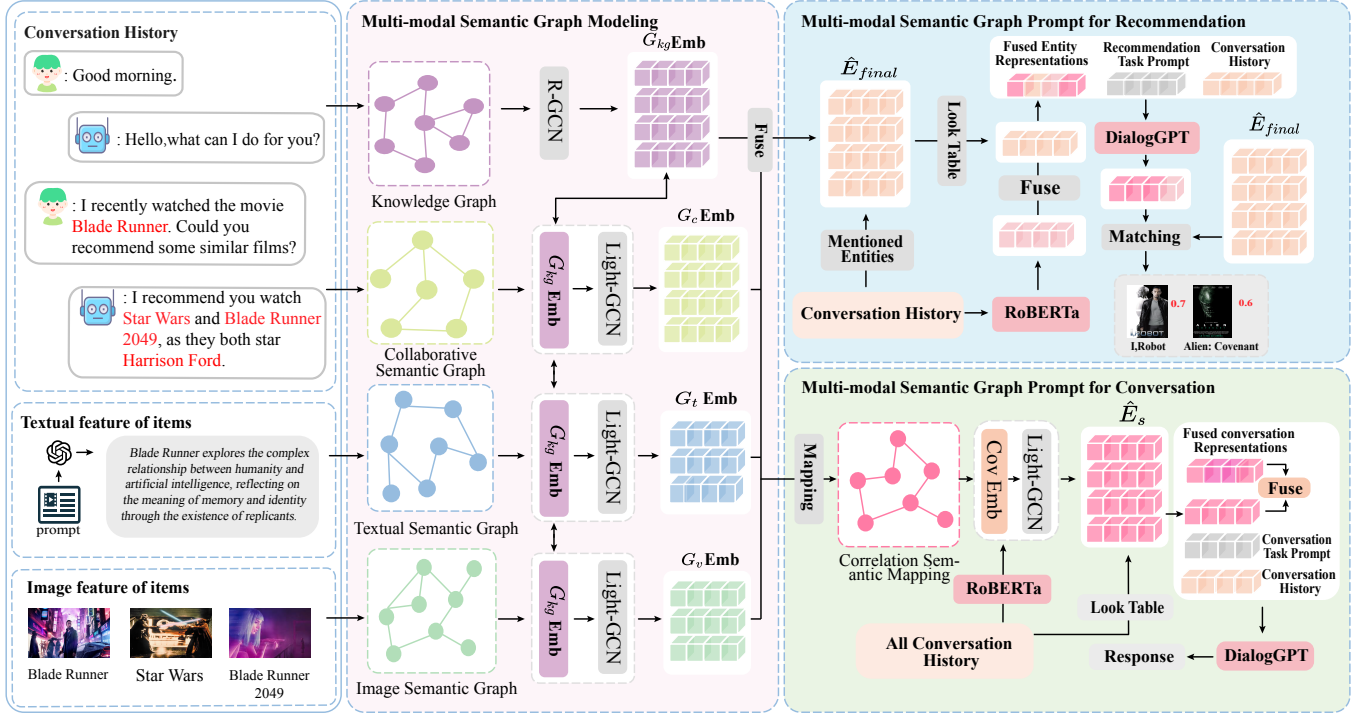 Conversation History
: Good morning.
: Hello,what can I do for you?
: I recently watched the movie
Blade Runner. Could you
recommend some similar films?
: I recommend you watch
Star Wars and Blade Runner
2049, as they both star
Harrison Ford.
Textual feature of items
prompt
Blade Runner explores the complex
relationship between humanity and
artificial intelligence, reflecting on
the meaning of memory and identity
through the existence of replicants.
Image feature of items
Blade Runner
Star Wars
Blade Runner
2049
Multi-modal Semantic Graph Modeling
Knowledge Graph
R-GCN
G_kg Emb
Fuse
Collaborative
Semantic Graph
G_kg Emb
Light-GCN
G_c Emb
Textual Semantic Graph
G_kg Emb
Light-GCN
G_t Emb
Image Semantic Graph
G_kg Emb
Light-GCN
G_v Emb
Multi-modal Semantic Graph Prompt for Recommendation
Ê_final
Look Table
Mentioned
Entities
Conversation History
RoBERTa
Fuse
Fused Entity
Representations
Recommendation
Task Prompt
Conversation
History
DialogGPT
Ê_final
Matching
I,Robot
0.7
ALIEN
Alien: Covenant
0.6
Multi-modal Semantic Graph Prompt for Conversation
Mapping
Correlation Sem-
antic Mapping
Cov Emb
Light-GCN
RoBERTa
All Conversation
History
Ê_s
Look Table
Fused conversation
Representations
Fuse
Conversation
Task Prompt
Conversation
History
DialogGPT
Response